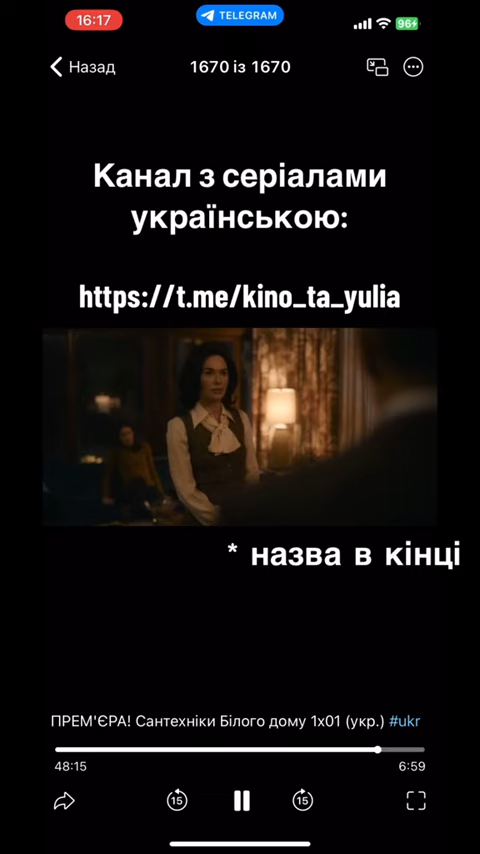 16:17
TELEGRAM
96
Назад
1670 із 1670
Канал з серіалами
українською:
https://t.me/kino_ta_yulia
* назва в кінці
ПРЕМ'ЄРА! Сантехніки Білого дому 1x01 (укр.) #ukr
48:15
6:59
15
15